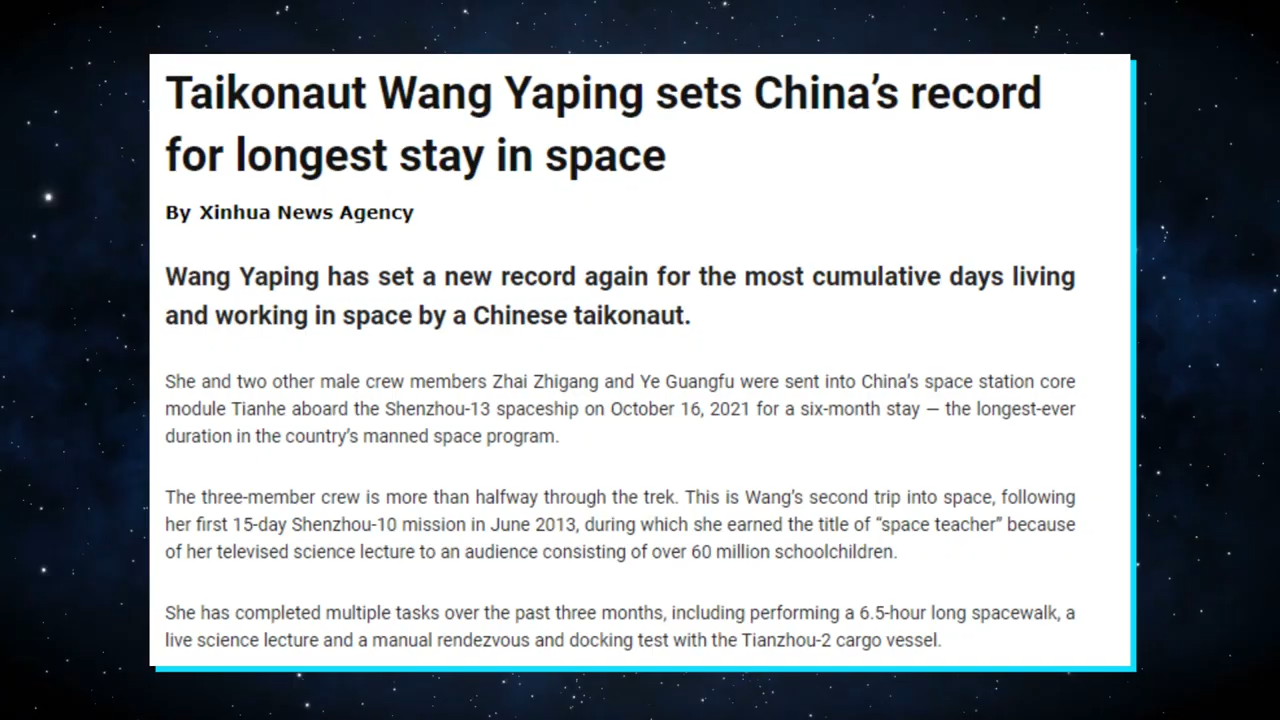 Taikonaut Wang Yaping sets China’s record
for longest stay in space
By Xinhua News Agency
Wang Yaping has set a new record again for the most cumulative days living
and working in space by a Chinese taikonaut.
She and two other male crew members Zhai Zhigang and Ye Guangfu were sent into China’s space station core
module Tianhe aboard the Shenzhou-13 spaceship on October 16, 2021 for a six-month stay — the longest-ever
duration in the country’s manned space program.
The three-member crew is more than halfway through the trek. This is Wang’s second trip into space, following
her first 15-day Shenzhou-10 mission in June 2013, during which she earned the title of “space teacher” because
of her televised science lecture to an audience consisting of over 60 million schoolchildren.
She has completed multiple tasks over the past three months, including performing a 6.5-hour long spacewalk, a
live science lecture and a manual rendezvous and docking test with the Tianzhou-2 cargo vessel.